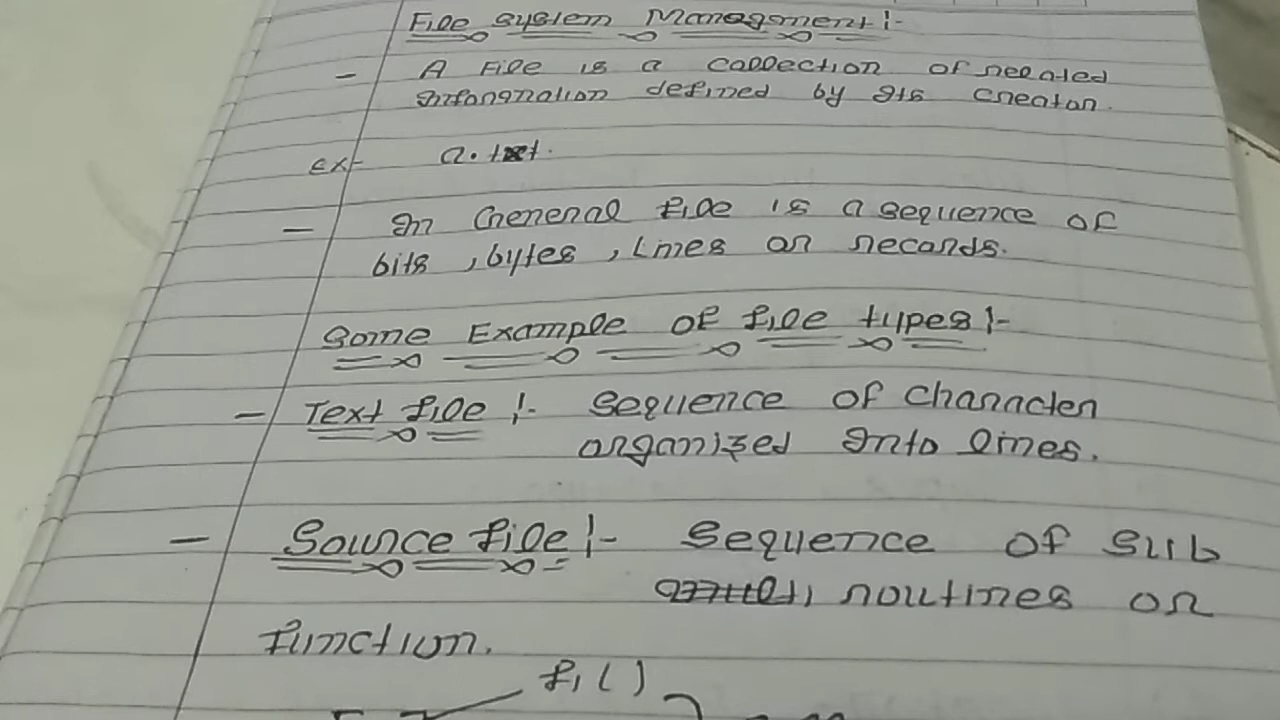 File System Management:-
- A File is a collection of related
Information defined by its creator.
Ex- a.txt.
- In General file is a sequence of
bits, bytes, lines or records.
Some Example of file types:-
- Text file:- Sequence of character
organized into lines.
- Source file:- Sequence of sub
routines or
function.
f1()